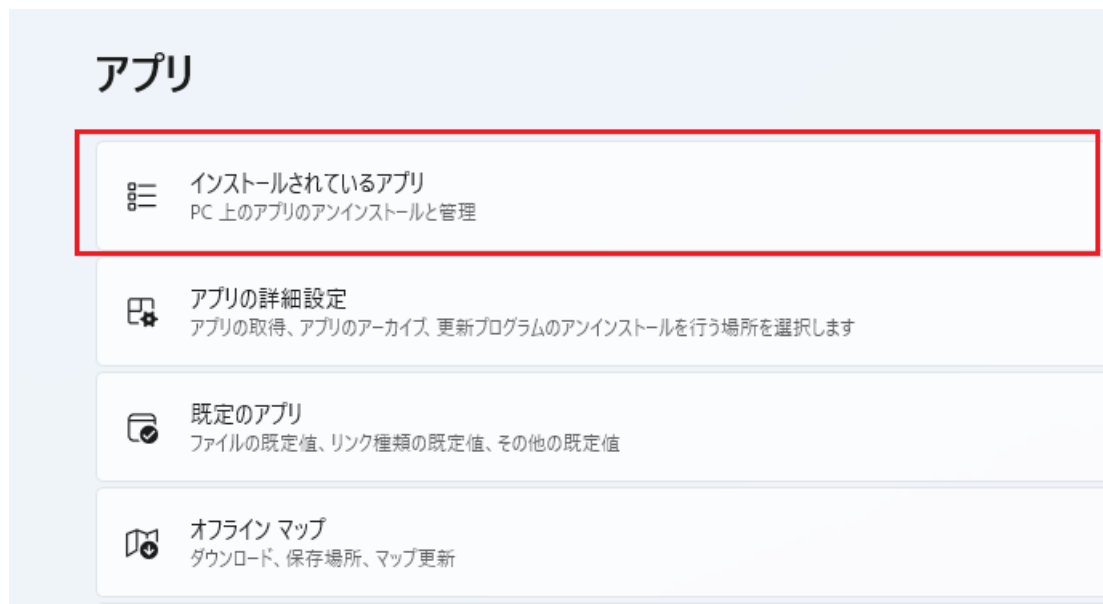 アプリ
インストールされているアプリ
PC 上のアプリのアンインストールと管理
アプリの詳細設定
アプリの取得、アプリのアーカイブ、更新プログラムのアンインストールを行う場所を選択します
既定のアプリ
ファイルの既定値、リンク種類の既定値、その他の既定値
オフライン マップ
ダウンロード、保存場所、マップ更新